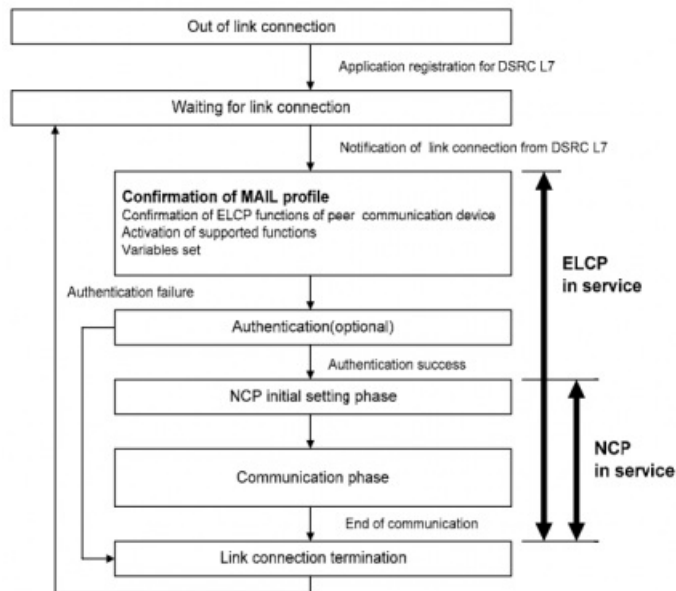 Out of link connection
Application registration for DSRC L7
Waiting for link connection
Notification of link connection from DSRC L7
Confirmation of MAIL profile
Confirmation of ELCP functions of peer communication device
Activation of supported functions
Variables set
ELCP
in service
Authentication failure
Authentication(optional)
Authentication success
NCP initial setting phase
NCP
in service
Communication phase
End of communication
Link connection termination